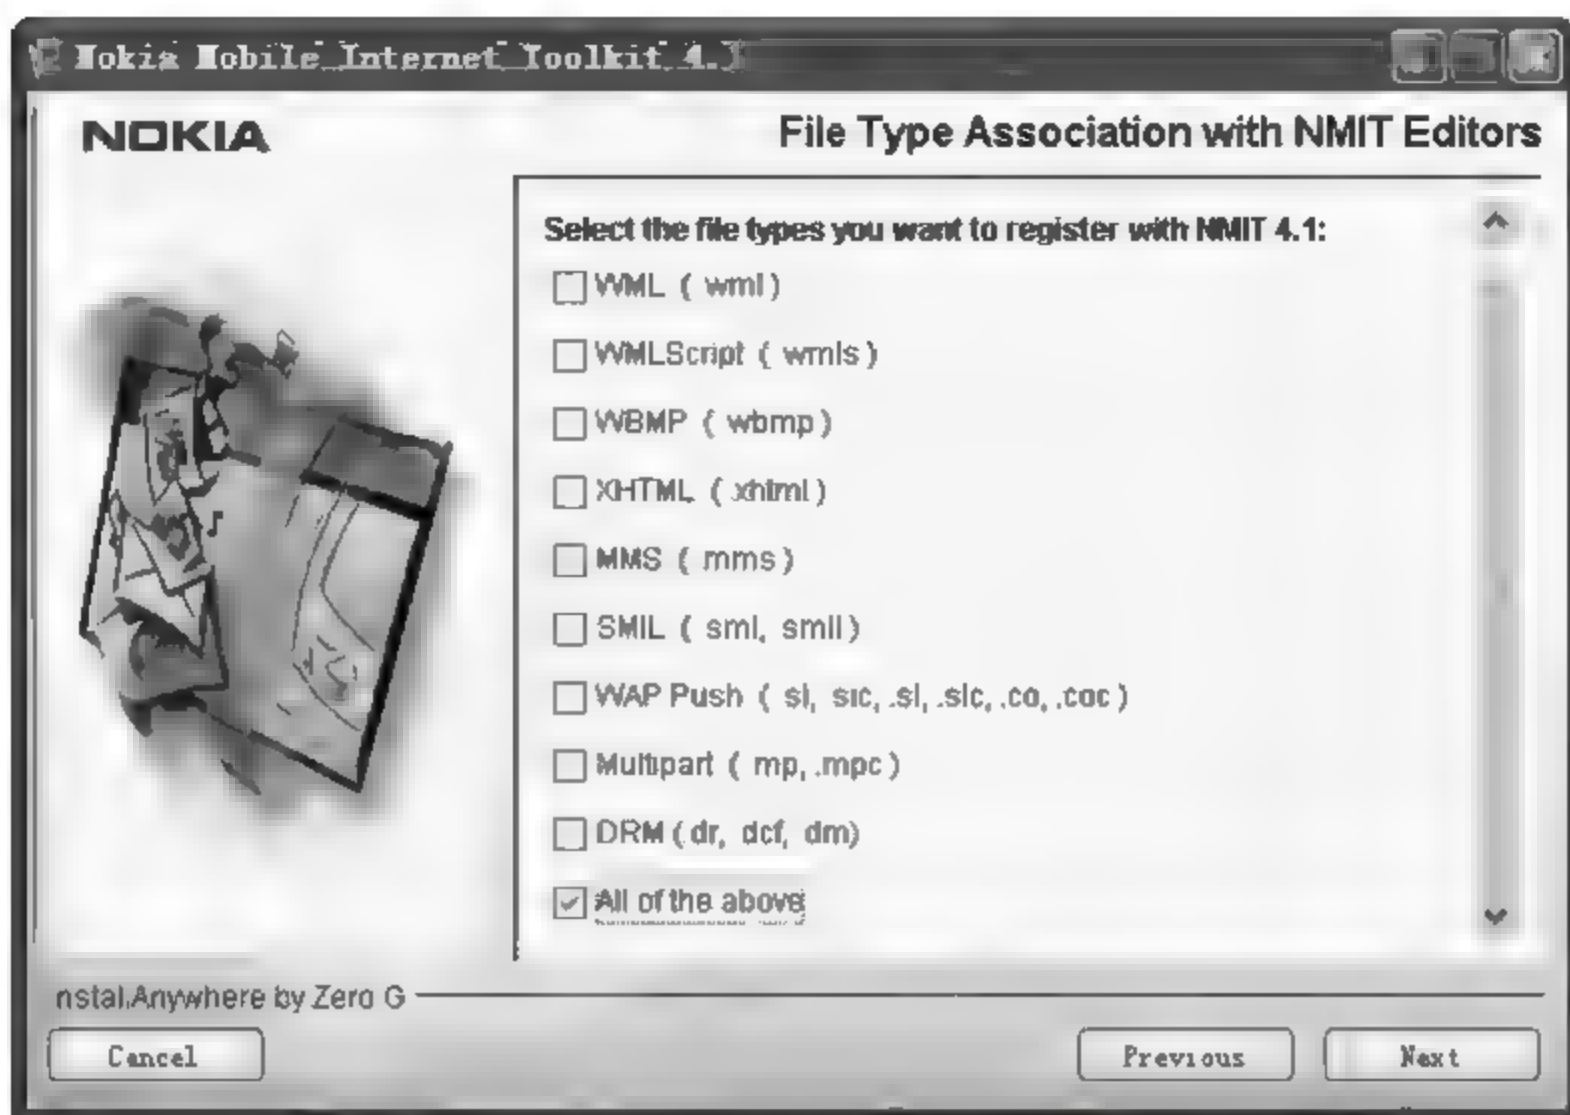 Nokia Mobile Internet Toolkit 4.1
NOKIA
File Type Association with NMIT Editors
Select the file types you want to register with NMIT 4.1:
WML ( wml )
WMLScript ( wmls )
WBMP ( wbmp )
XHTML ( xhtml )
MMS ( mms )
SMIL ( smi, smil )
WAP Push ( si, sic, .sl, .slc, .co, .coc )
Multipart ( mp, .mpc )
DRM ( dr, dcf, dm)
All of the above
nstallAnywhere by Zero G
Cancel
Previous
Next